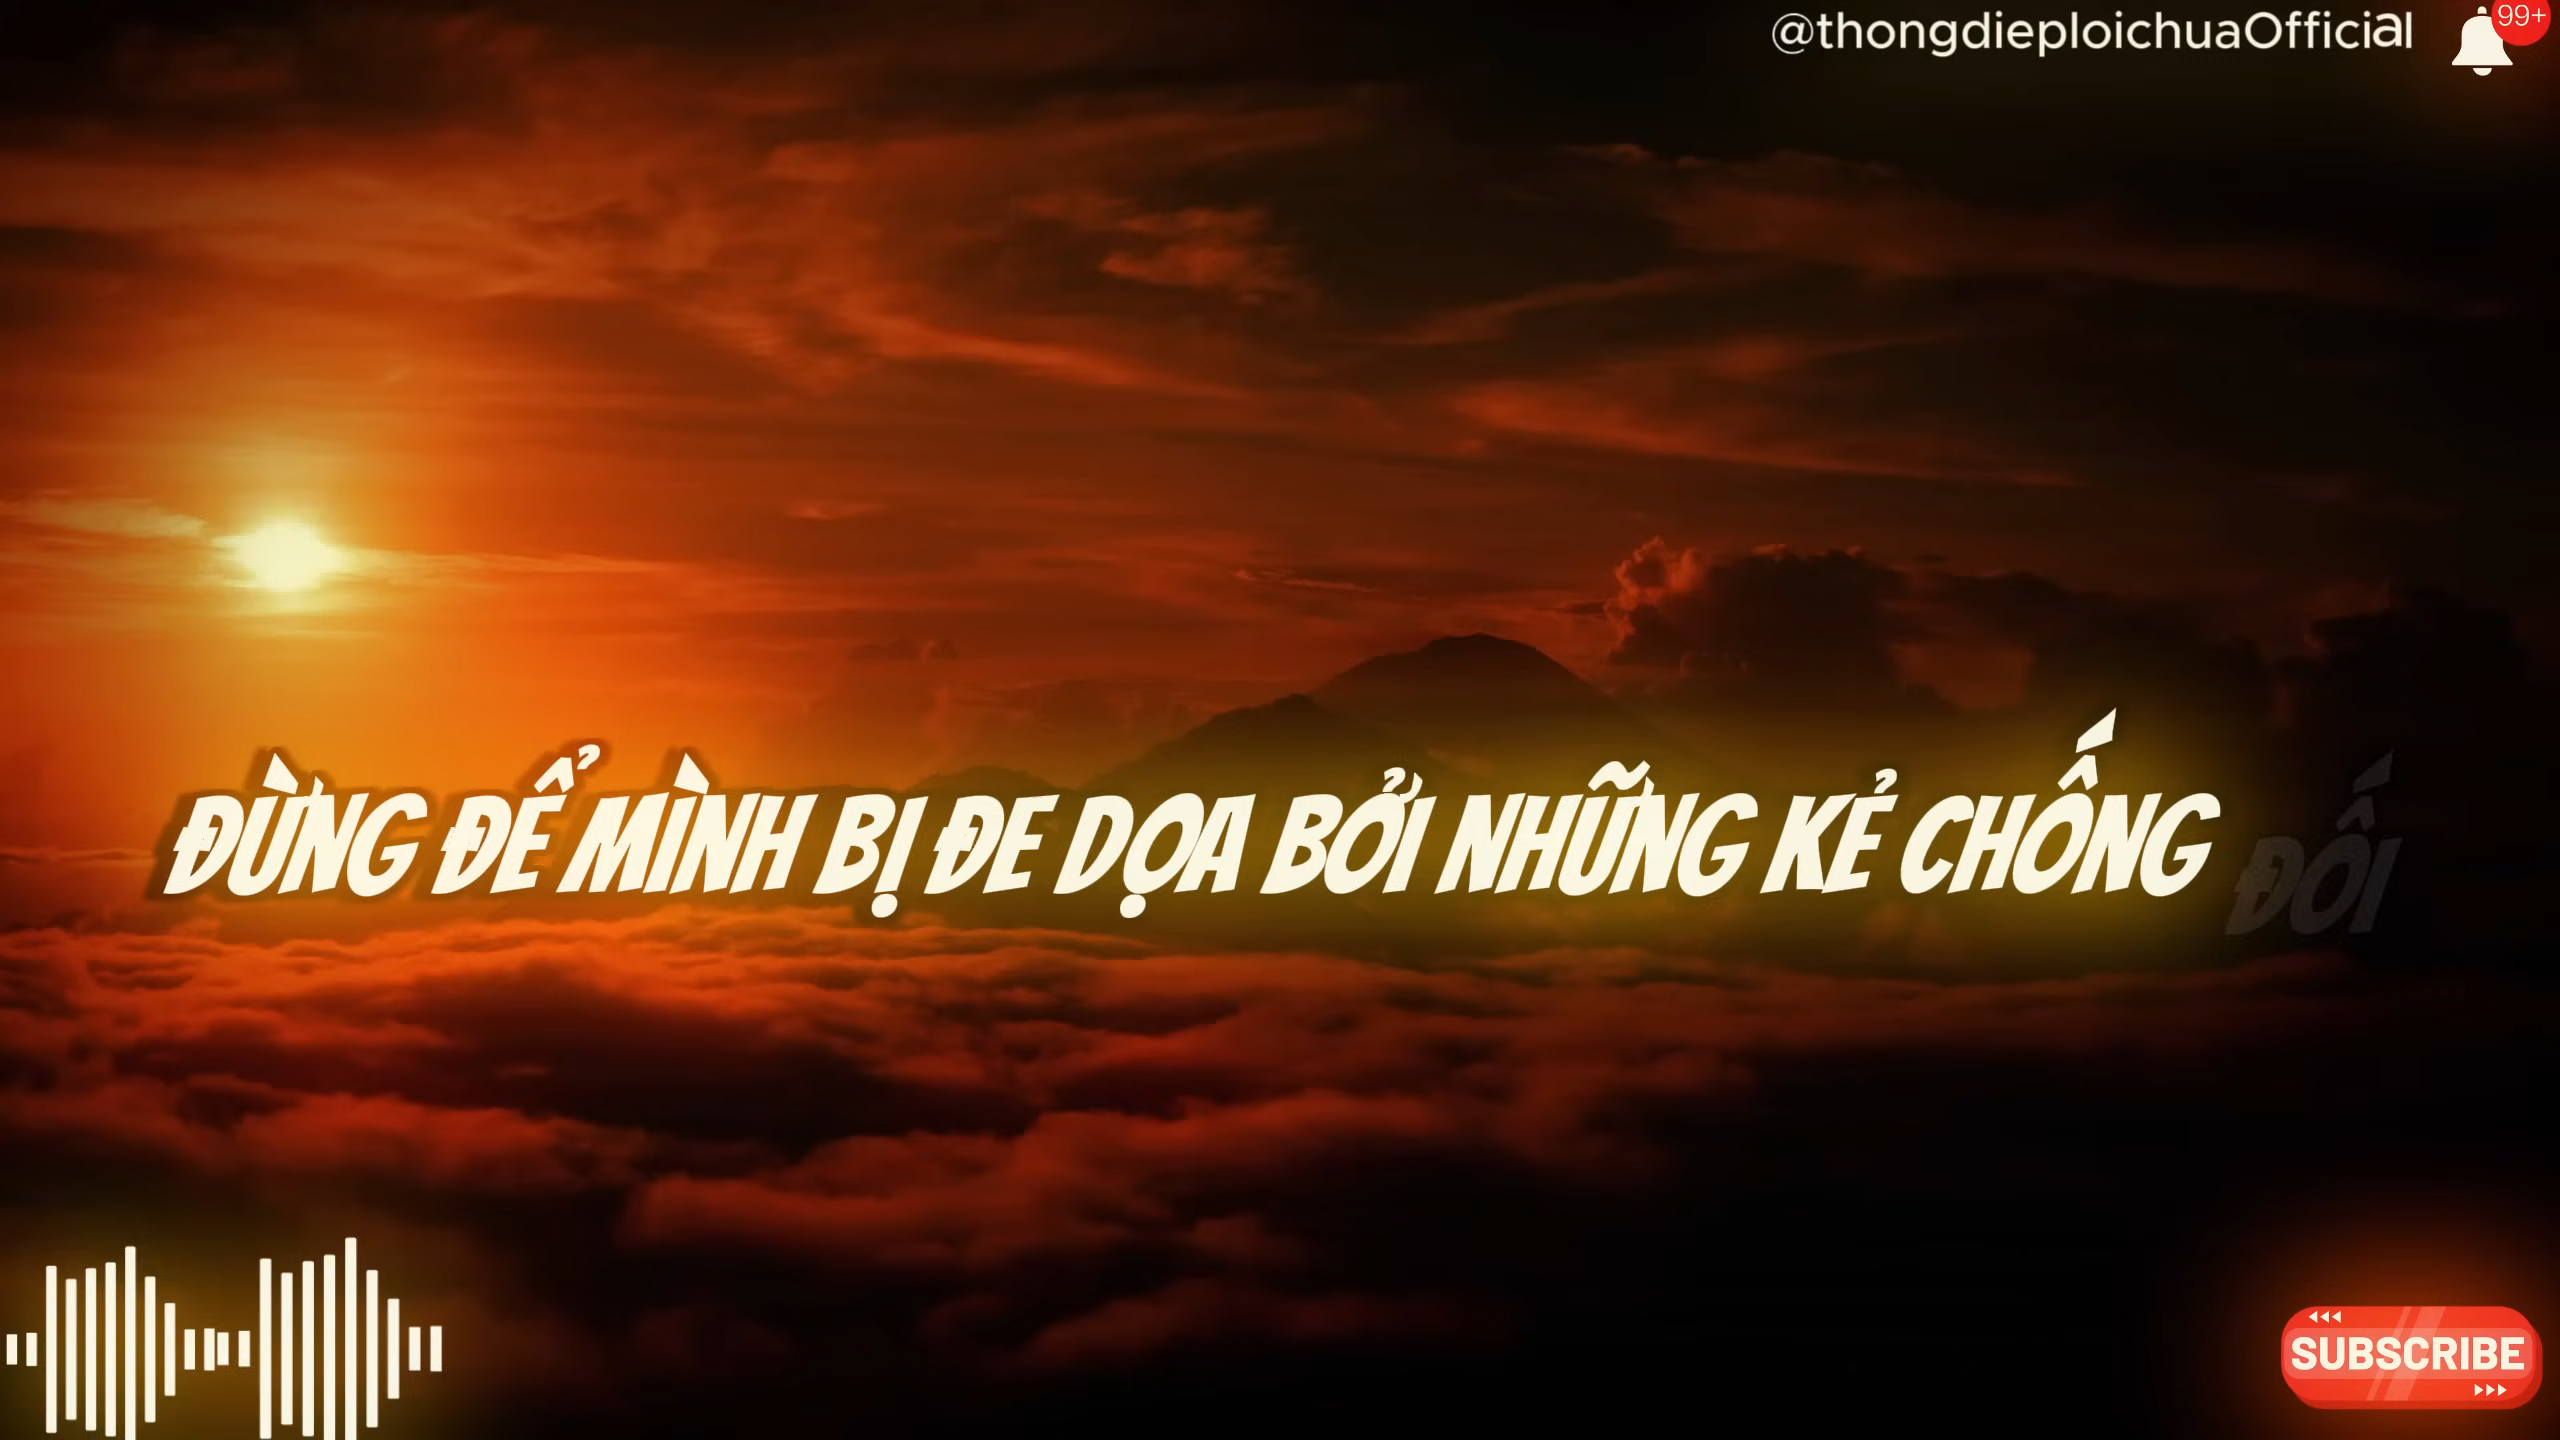 @thongdieploichuaOfficial
99+
ĐỪNG ĐỂ MÌNH BỊ ĐE DỌA BỞI NHỮNG KẺ CHỐNG ĐỐI
SUBSCRIBE